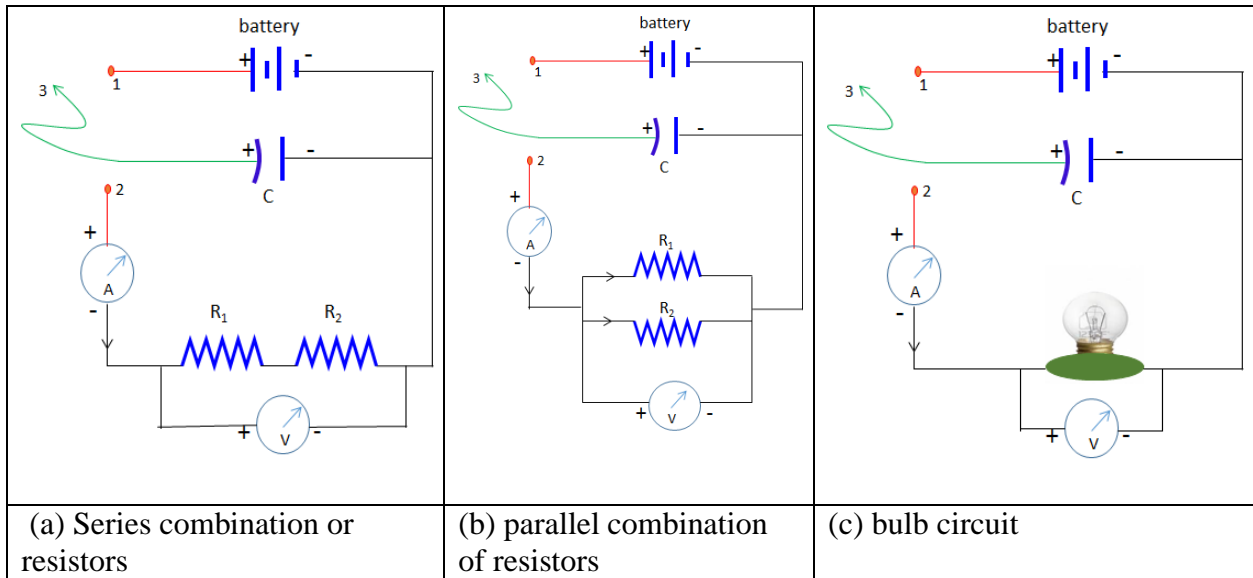 battery
+ -
1
3
+ -
C
2
+
A
-
R1 R2
+ V -
battery
+ -
1
3
+ -
C
2
+
A
-
R1
R2
+ V -
battery
+ -
1
3
+ -
C
2
+
A
-
+ V -
(a) Series combination or
resistors
(b) parallel combination
of resistors
(c) bulb circuit